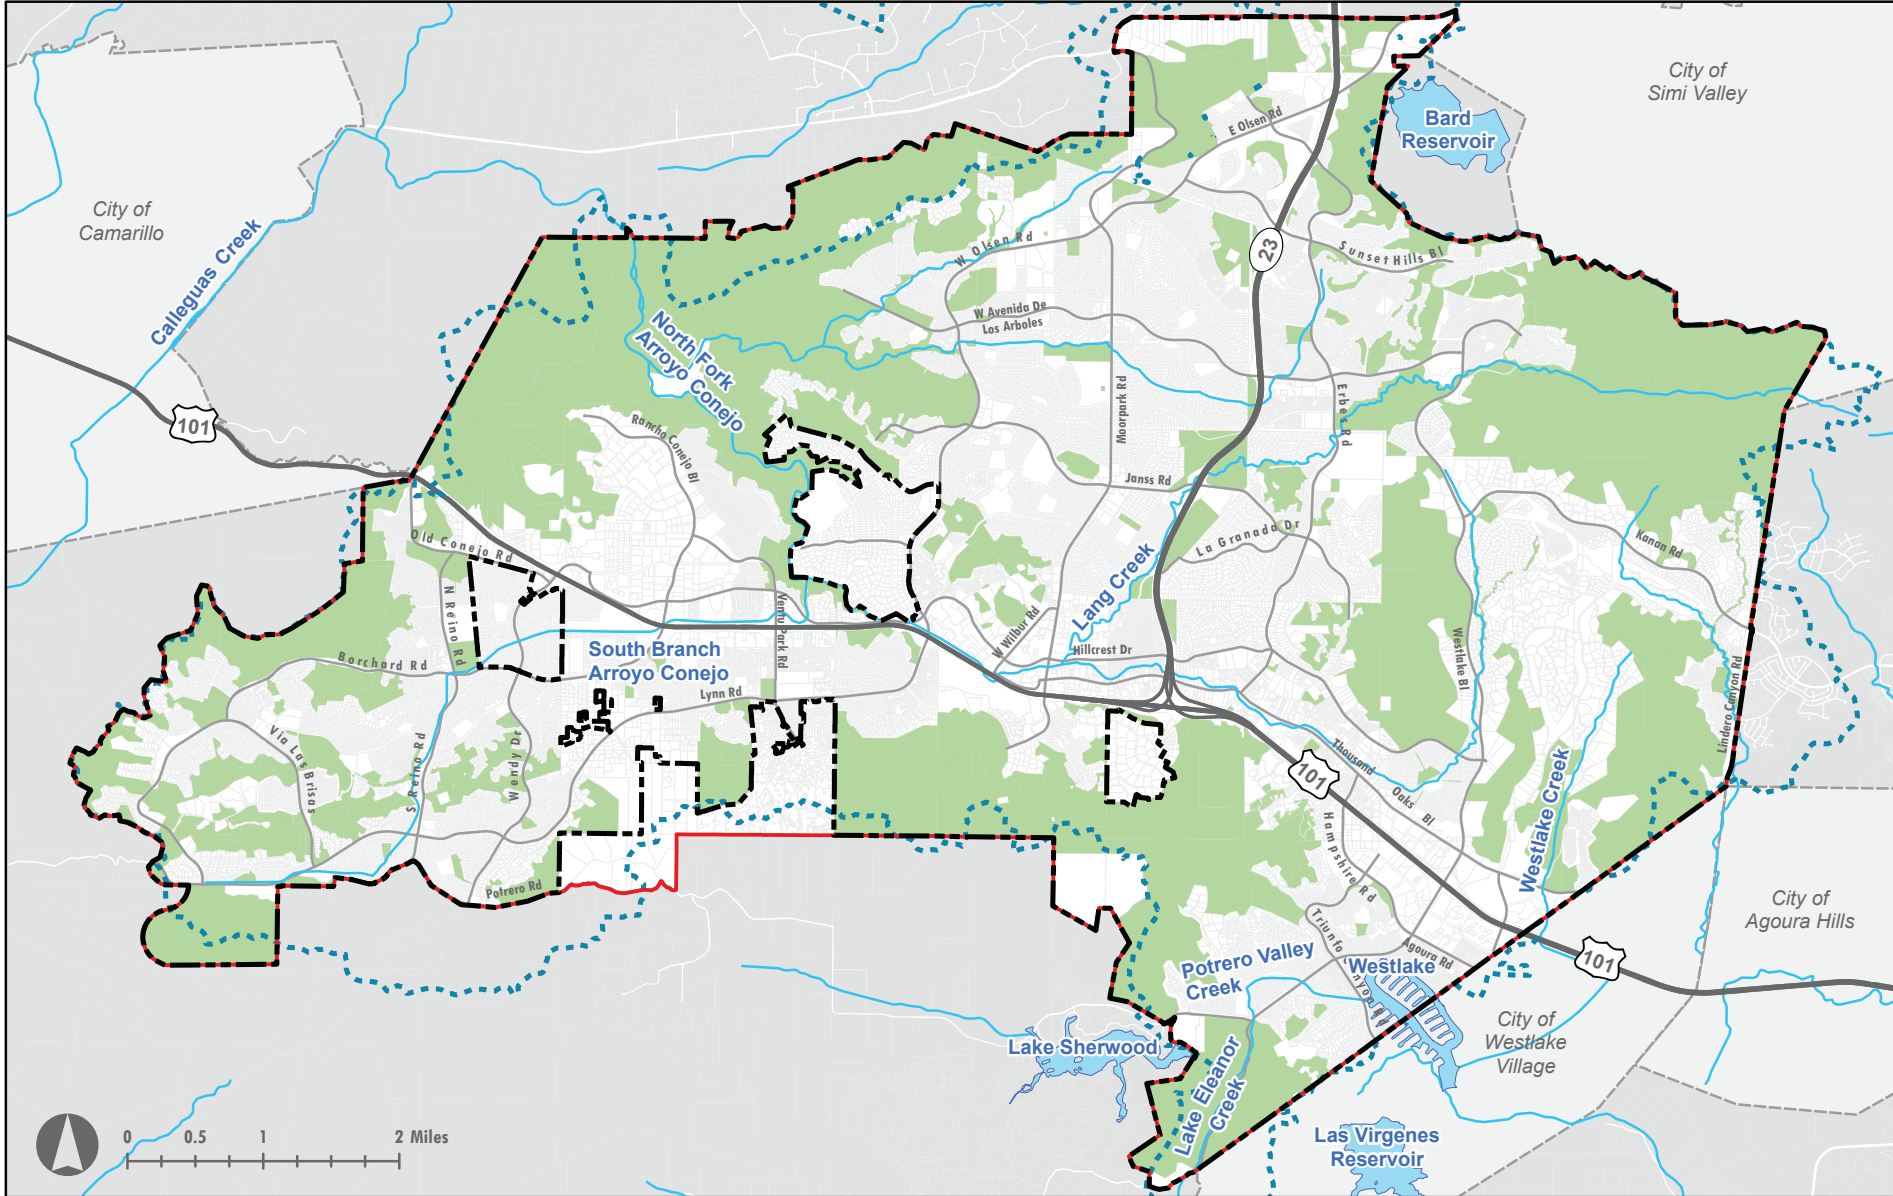 City of
Simi Valley
Bard
Reservoir
E Olsen Rd
City of
Camarillo
Calleguas Creek
W Olsen Rd
23
Sunset Hills Bl
North Fork
Arroyo Conejo
W Avenida De
Los Arboles
Moorpark Rd
Erbes Rd
101
Rancho Conejo Bl
Janss Rd
La Granada Dr
Kanan Rd
Old Conejo Rd
N Reino Rd
Ventu Park Rd
Lang Creek
W Wilbur Rd
Hillcrest Dr
Westlake Bl
Borchard Rd
South Branch
Arroyo Conejo
Lynn Rd
Lindero Canyon Rd
Via Las Brisas
S Reino Rd
W Wendy Dr
101
Thousand
Oaks
Bl
Westlake Creek
Hampshire Rd
Potrero Rd
City of
Agoura Hills
Triunfo Canyon Rd
Agoura Rd
101
Potrero Valley
Creek
Westlake
City of
Westlake
Village
Lake Sherwood
Lake Eleanor
Creek
Las Virgenes
Reservoir
0 0.5 1 2 Miles